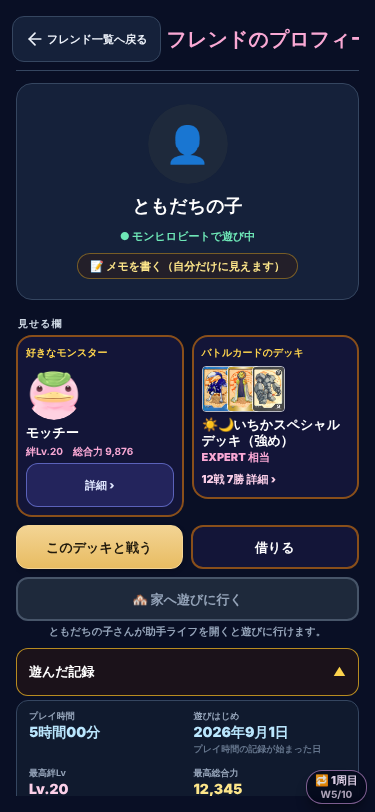 ← フレンド一覧へ戻る
フレンドのプロフィー
ともだちの子
● モンヒロビートで遊び中
📝 メモを書く（自分だけに見えます）
見せる欄
好きなモンスター
モッチー
絆Lv.20　総合力 9,876
詳細 ›
バトルカードのデッキ
☀️🌙いちかスペシャル
デッキ（強め）
EXPERT 相当
12戦 7勝 詳細 ›
このデッキと戦う
借りる
🏘️ 家へ遊びに行く
ともだちの子さんが助手ライフを開くと遊びに行けます。
遊んだ記録
▲
プレイ時間
5時間00分
遊びはじめ
2026年9月1日
プレイ時間の記録が始まった日
最高絆Lv
Lv.20
最高総合力
12,345
🔁 1周目
W5/10